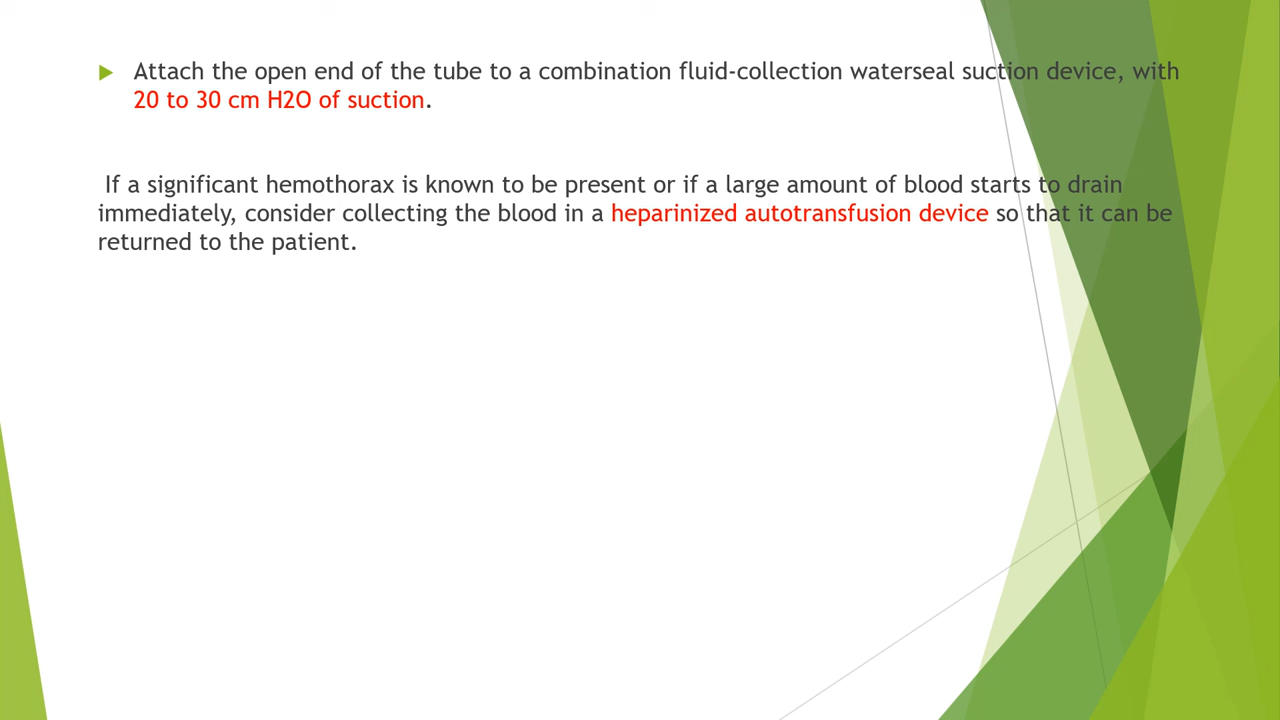 Attach the open end of the tube to a combination fluid-collection waterseal suction device, with
20 to 30 cm H2O of suction.
If a significant hemothorax is known to be present or if a large amount of blood starts to drain
immediately, consider collecting the blood in a heparinized autotransfusion device so that it can be
returned to the patient.